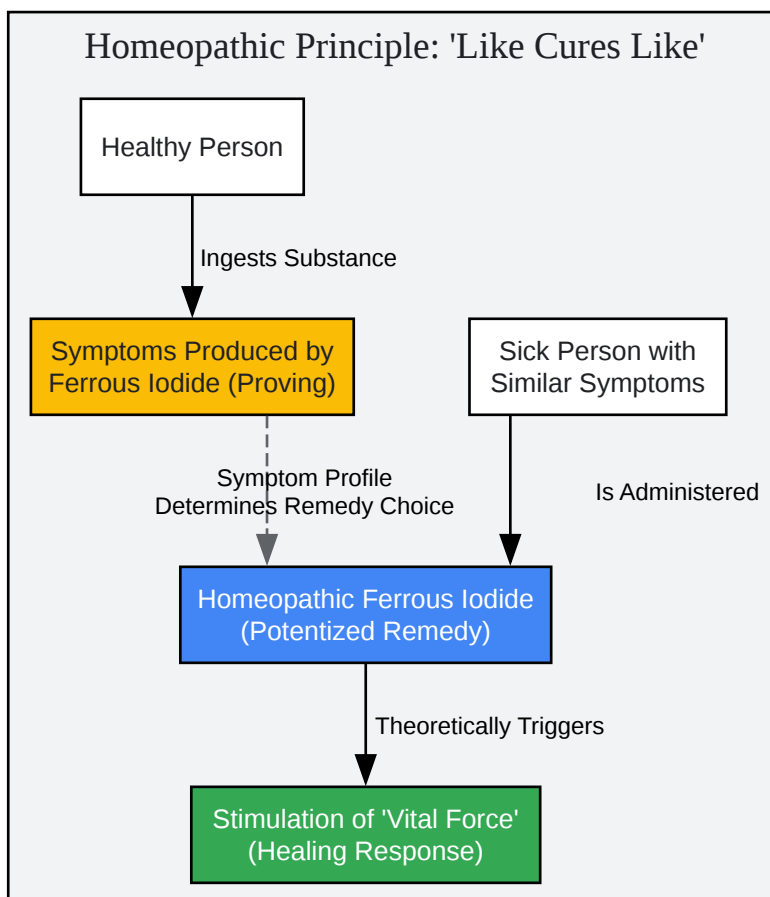 Homeopathic Principle: 'Like Cures Like'
Healthy Person
Ingests Substance
Symptoms Produced by
Ferrous Iodide (Proving)
Sick Person with
Similar Symptoms
Symptom Profile
Determines Remedy Choice
Is Administered
Homeopathic Ferrous Iodide
(Potentized Remedy)
Theoretically Triggers
Stimulation of 'Vital Force'
(Healing Response)